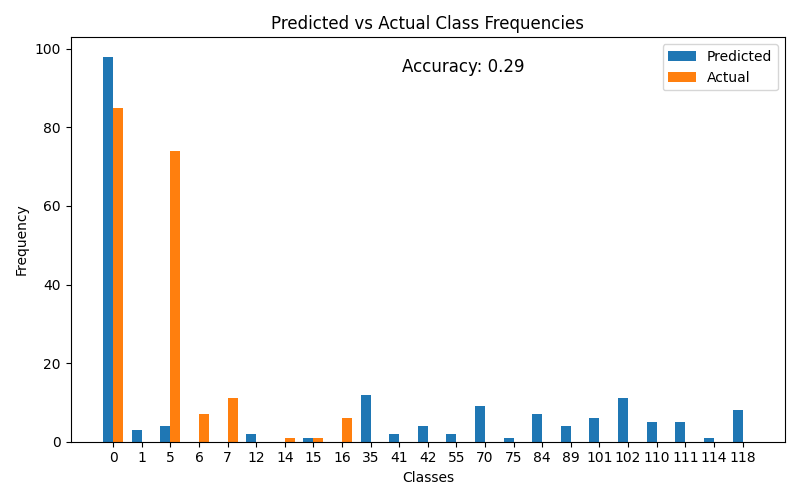 Predicted vs Actual Class Frequencies
Accuracy: 0.29
Predicted
Actual
100
80
60
40
20
0
Frequency
0 1 5 6 7 12 14 15 16 35 41 42 55 70 75 84 89 101 102 110 111 114 118
Classes